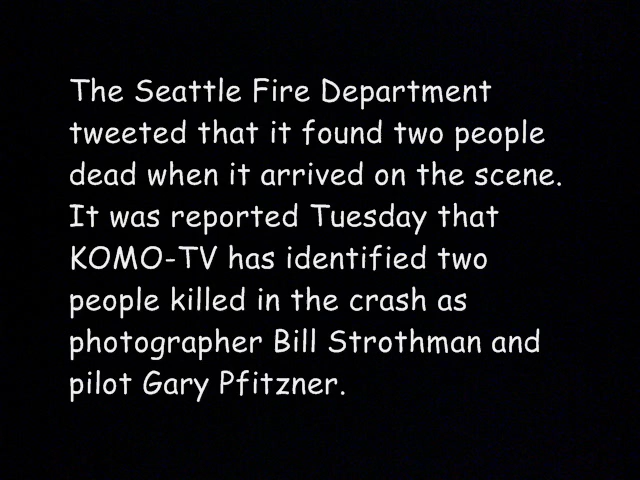 The Seattle Fire Department
tweeted that it found two people
dead when it arrived on the scene.
It was reported Tuesday that
KOMO-TV has identified two
people killed in the crash as
photographer Bill Strothman and
pilot Gary Pfitzner.